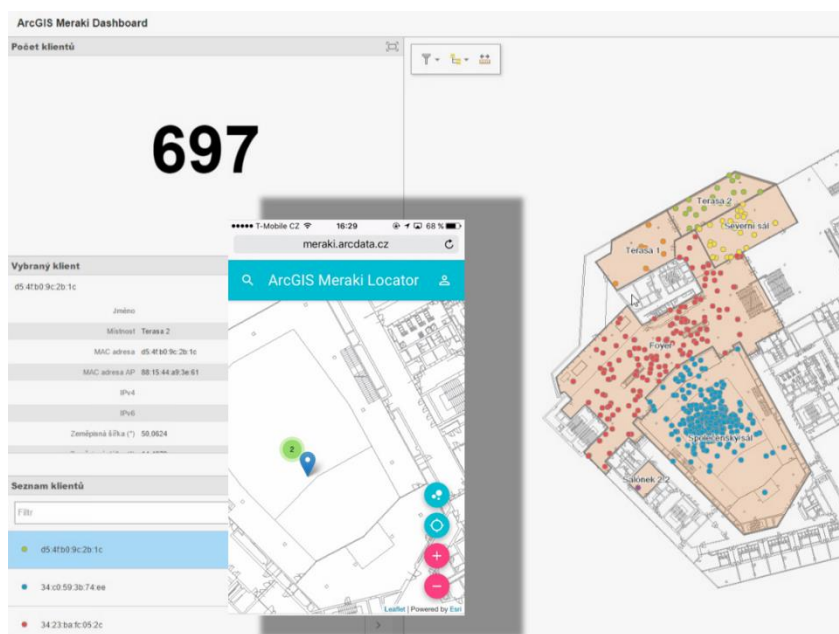 ArcGIS Meraki Dashboard
Počet klientů
697
Vybraný klient
d5:4f:b0:9c:2b:1c
Jméno
Místnost Terasa 2
MAC adresa d5:4f:b0:9c:2b:1c
MAC adresa AP 88:15:44:a9:3e:61
IPv4
IPv6
Zeměpisná šířka (°) 50,0624
Seznam klientů
Filtr
d5:4f:b0:9c:2b:1c
34:c0:59:3b:74:ee
34:23:ba:fc:05:2c
T-Mobile CZ 16:29 68 %
meraki.arcdata.cz
ArcGIS Meraki Locator
2
+
−
Leaflet | Powered by Esri
Terasa 2
Severní sál
Terasa 1
Foyer
Společenský sál
Salonek 2.2